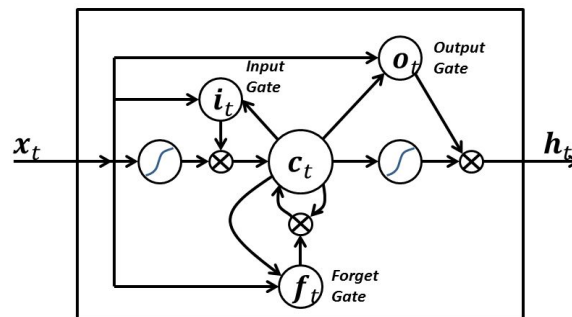 Input
Gate
Output
Gate
o_t
i_t
x_t
c_t
h_t
f_t
Forget
Gate